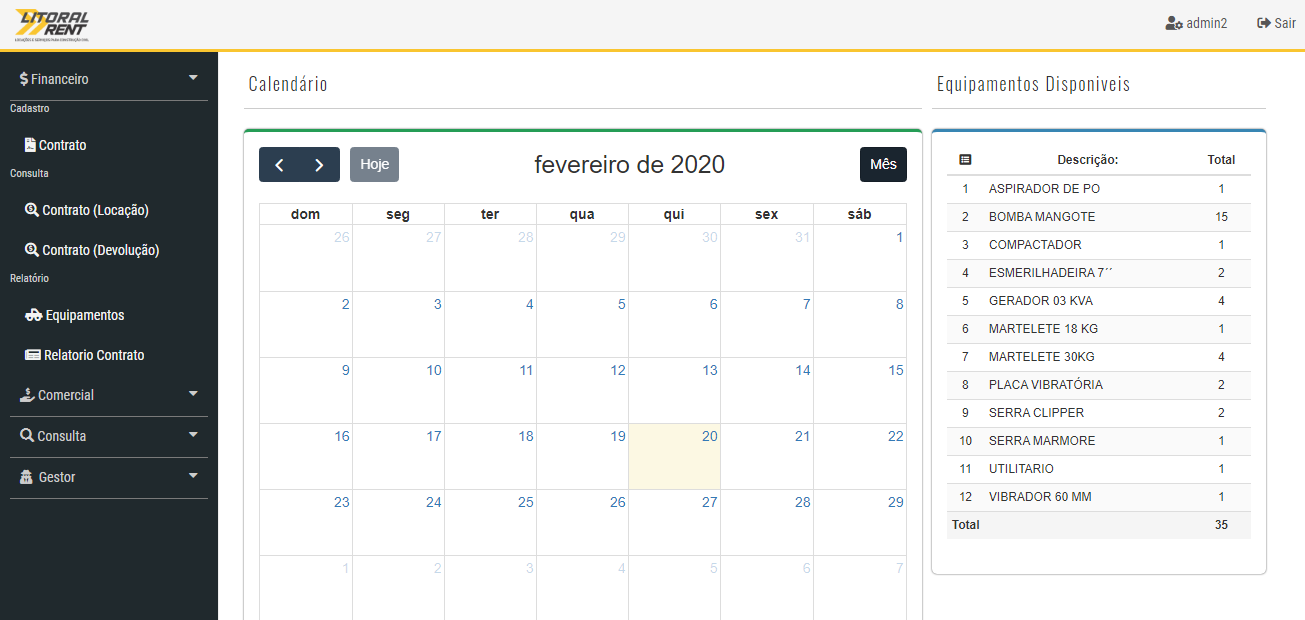 LITORAL
RENT
LOCAÇÕES E SERVIÇOS PARA CONSTRUÇÃO CIVIL
admin2 Sair
Financeiro
Cadastro
Contrato
Consulta
Contrato (Locação)
Contrato (Devolução)
Relatório
Equipamentos
Relatorio Contrato
Comercial
Consulta
Gestor
Calendário
Hoje fevereiro de 2020 Mês
dom seg ter qua qui sex sáb
26 27 28 29 30 31 1
2 3 4 5 6 7 8
9 10 11 12 13 14 15
16 17 18 19 20 21 22
23 24 25 26 27 28 29
1 2 3 4 5 6 7
Equipamentos Disponiveis
Descrição: Total
1 ASPIRADOR DE PO 1
2 BOMBA MANGOTE 15
3 COMPACTADOR 1
4 ESMERILHADEIRA 7´´ 2
5 GERADOR 03 KVA 4
6 MARTELETE 18 KG 1
7 MARTELETE 30KG 4
8 PLACA VIBRATÓRIA 2
9 SERRA CLIPPER 2
10 SERRA MARMORE 1
11 UTILITARIO 1
12 VIBRADOR 60 MM 1
Total 35